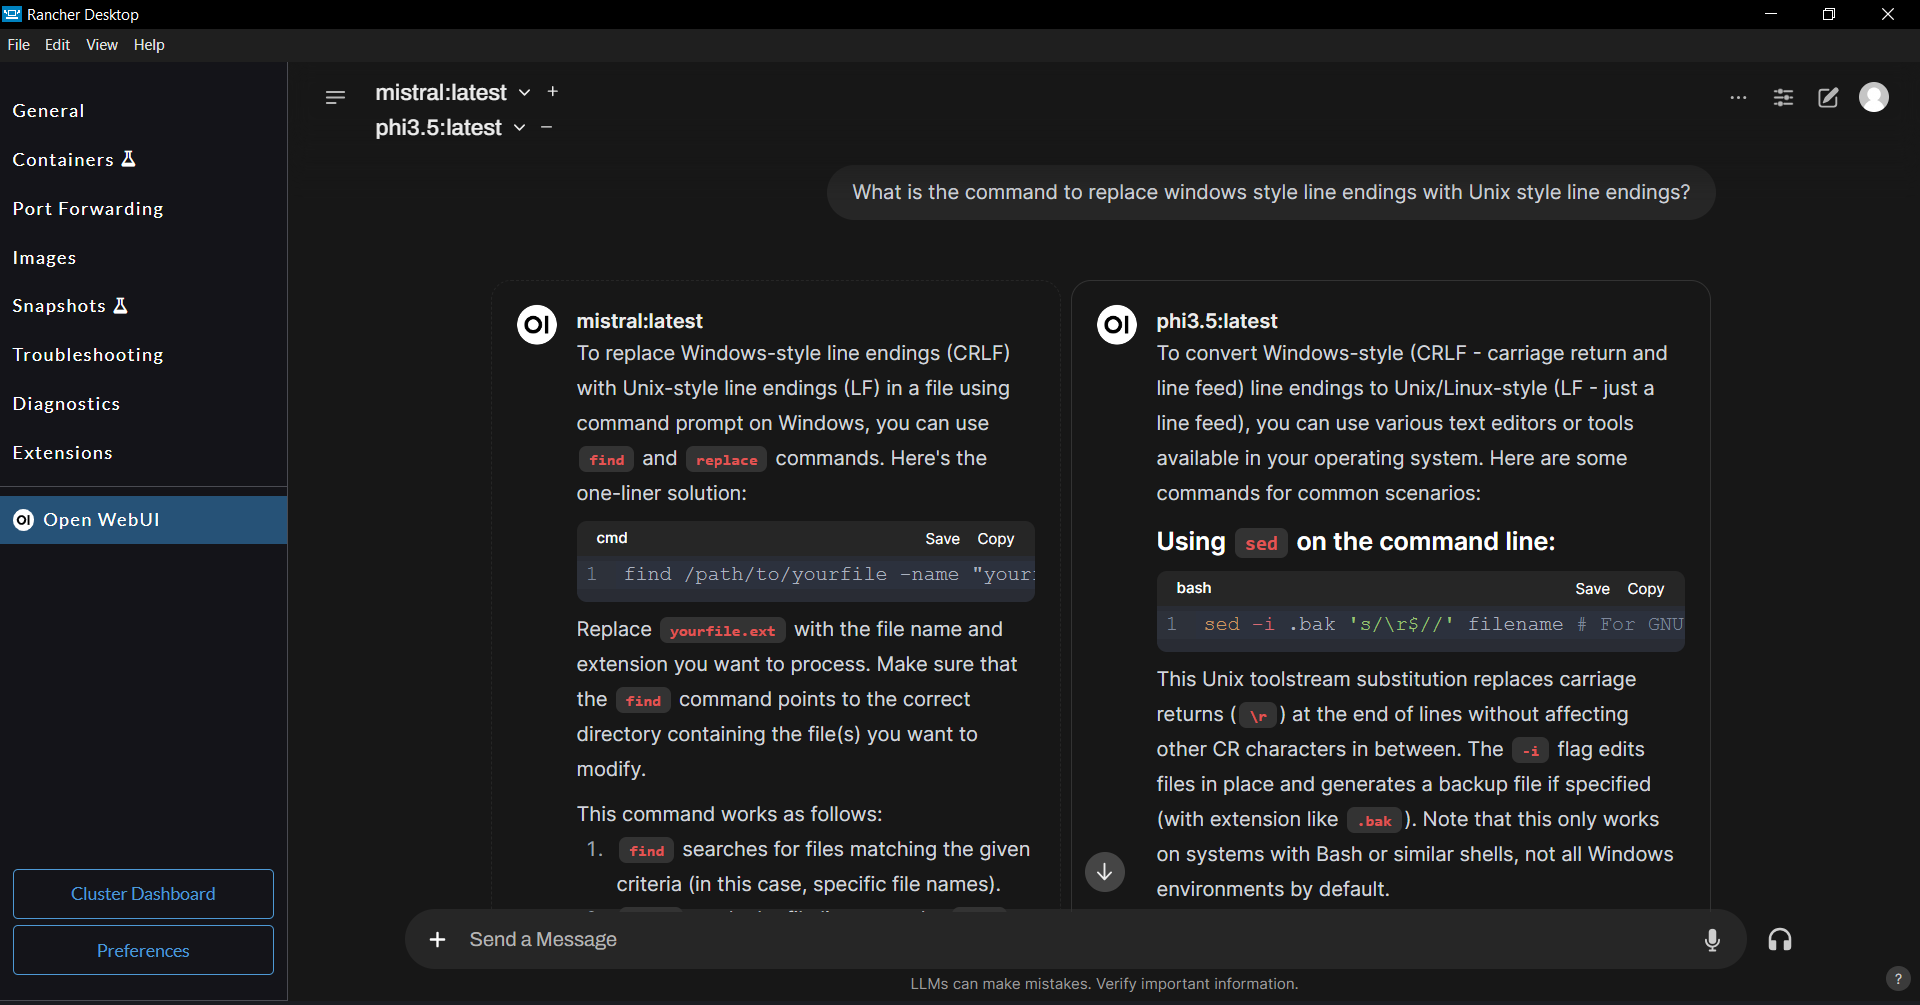 Rancher Desktop
File Edit View Help
General
Containers
Port Forwarding
Images
Snapshots
Troubleshooting
Diagnostics
Extensions
OI Open WebUI
Cluster Dashboard
Preferences
mistral:latest
phi3.5:latest
What is the command to replace windows style line endings with Unix style line endings?
OI mistral:latest
To replace Windows-style line endings (CRLF)
with Unix-style line endings (LF) in a file using
command prompt on Windows, you can use
find and replace commands. Here's the
one-liner solution:
cmd Save Copy
1 find /path/to/yourfile -name "your
Replace yourfile.ext with the file name and
extension you want to process. Make sure that
the find command points to the correct
directory containing the file(s) you want to
modify.
This command works as follows:
1. find searches for files matching the given
criteria (in this case, specific file names).
OI phi3.5:latest
To convert Windows-style (CRLF - carriage return and
line feed) line endings to Unix/Linux-style (LF - just a
line feed), you can use various text editors or tools
available in your operating system. Here are some
commands for common scenarios:
Using sed on the command line:
bash Save Copy
1 sed -i .bak 's/\r$//' filename # For GNU
This Unix toolstream substitution replaces carriage
returns ( \r ) at the end of lines without affecting
other CR characters in between. The -i flag edits
files in place and generates a backup file if specified
(with extension like .bak ). Note that this only works
on systems with Bash or similar shells, not all Windows
environments by default.
Send a Message
LLMs can make mistakes. Verify important information.
?